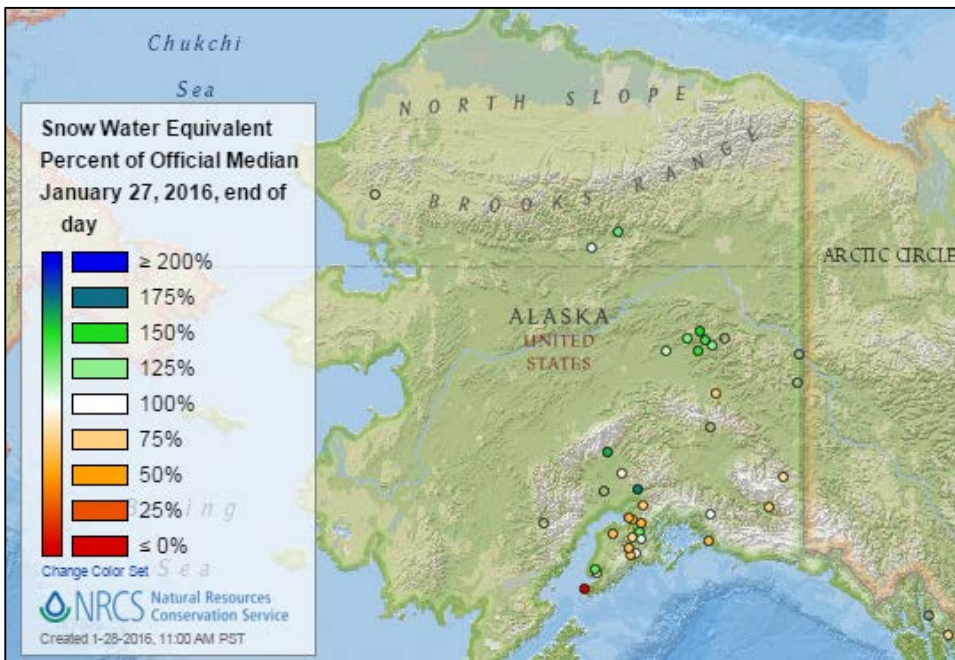 Chukchi
Sea
NORTH SLOPE
BROOKS RANGE
ARCTIC CIRCLE
ALASKA
UNITED
STATES
Bering
Sea
Snow Water Equivalent
Percent of Official Median
January 27, 2016, end of
day
≥ 200%
175%
150%
125%
100%
75%
50%
25%
≤ 0%
Change Color Set
NRCS Natural Resources
Conservation Service
Created 1-28-2016, 11:00 AM PST